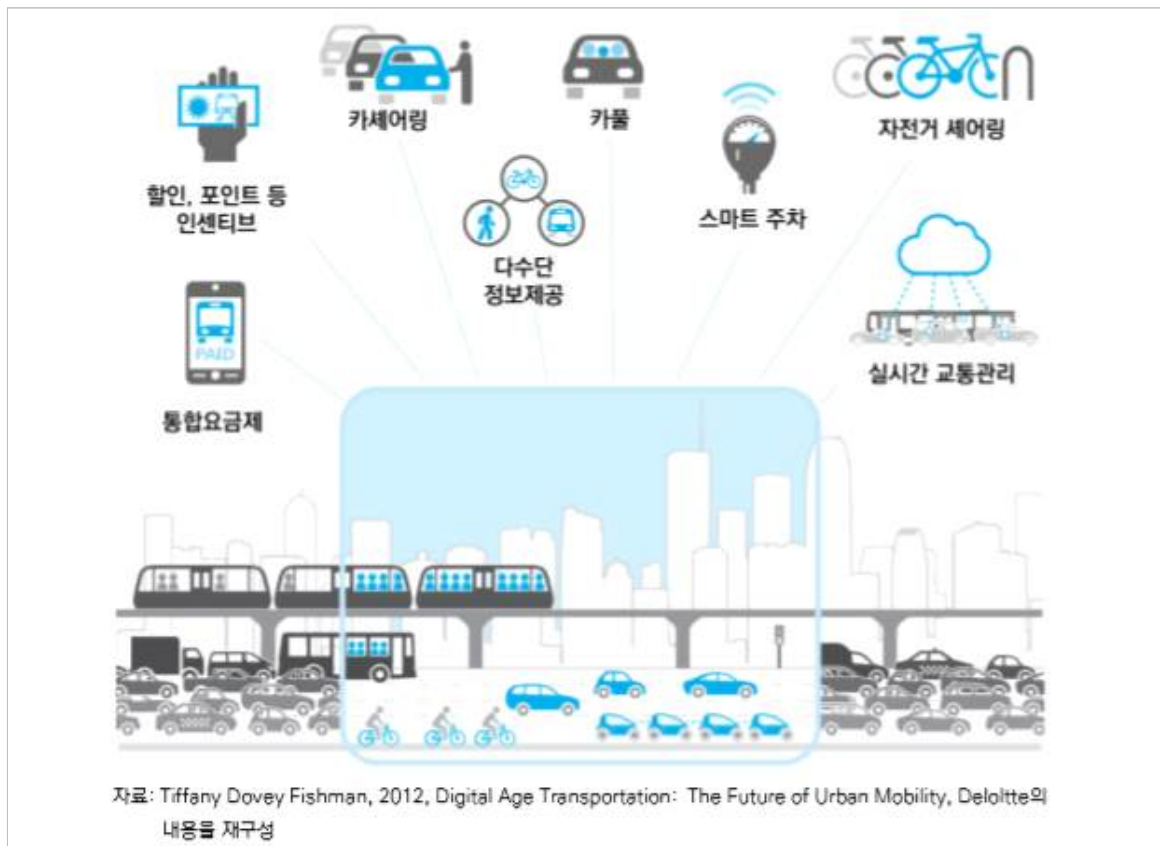 카셰어링
카풀
자전거 셰어링
할인, 포인트 등
인센티브
다수단
정보제공
스마트 주차
PAID
통합요금제
실시간 교통관리
자료: Tiffany Dovey Fishman, 2012, Digital Age Transportation: The Future of Urban Mobility, Deloltte의
내용을 재구성